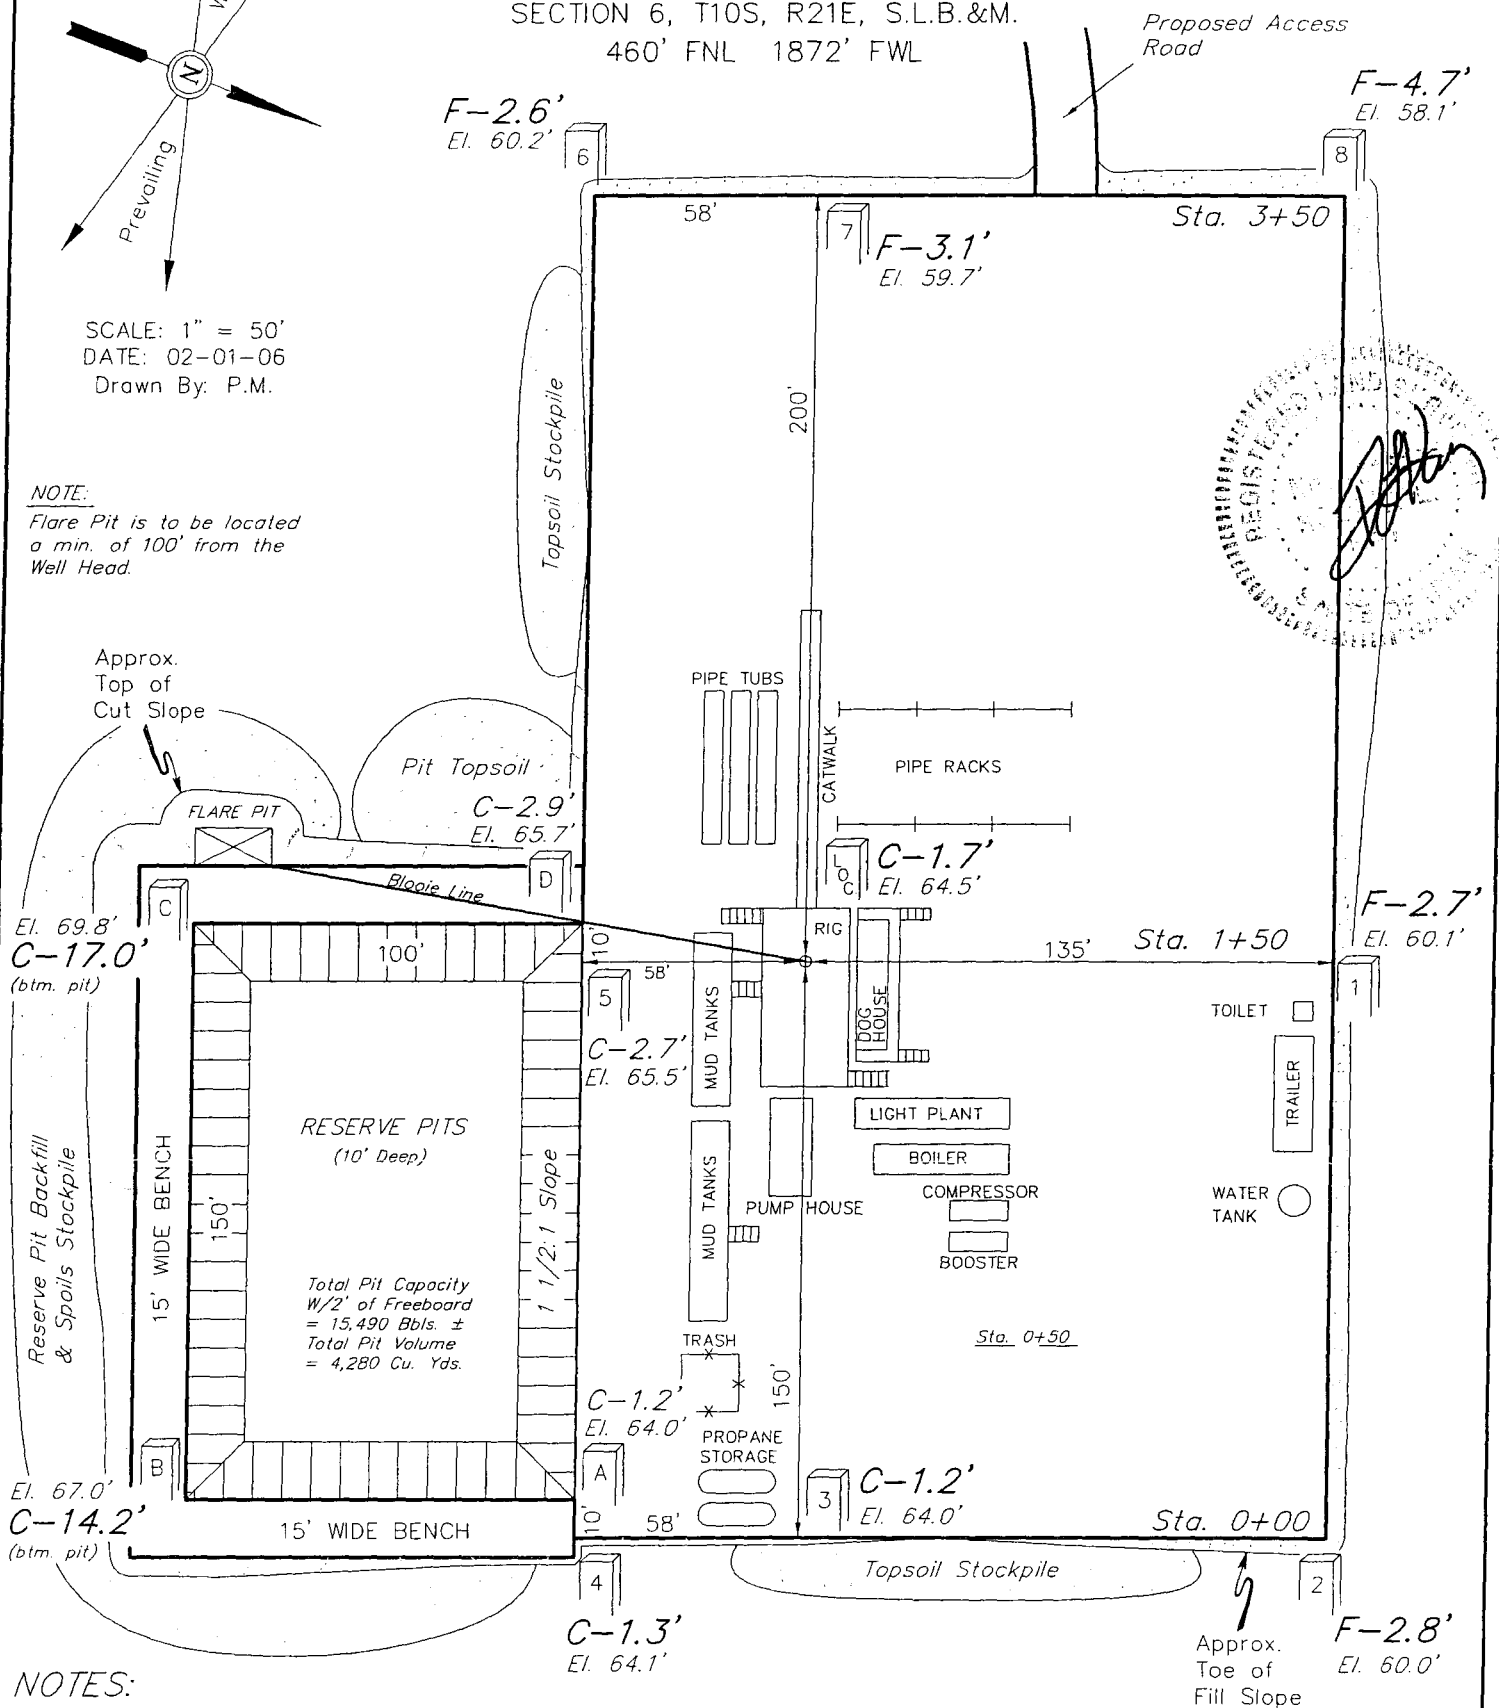 SECTION 6, T10S, R21E, S.L.B.&M.
460' FNL 1872' FWL
Proposed Access
Road
N
Prevailing
SCALE: 1" = 50'
DATE: 02-01-06
Drawn By: P.M.
F-2.6'
El. 60.2'
6
F-4.7'
El. 58.1'
8
58'
7
F-3.1'
El. 59.7'
Sta. 3+50
200'
Topsoil Stockpile
REGISTERED LAND
STATE OF UTAH
NOTE:
Flare Pit is to be located
a min. of 100' from the
Well Head.
Approx.
Top of
Cut Slope
Pit Topsoil
FLARE PIT
C-2.9'
El. 65.7'
D
Blooie Line
PIPE TUBS
CATWALK
PIPE RACKS
LOC.
C-1.7'
El. 64.5'
RIG
F-2.7'
El. 60.1'
1
135'
Sta. 1+50
C
El. 69.8'
C-17.0'
(btm. pit)
100'
10'
58'
5
C-2.7'
El. 65.5'
MUD TANKS
DOG
HOUSE
TOILET
TRAILER
LIGHT PLANT
BOILER
COMPRESSOR
BOOSTER
PUMP HOUSE
MUD TANKS
WATER
TANK
RESERVE PITS
(10' Deep)
1 1/2:1 Slope
150'
15' WIDE BENCH
Reserve Pit Backfill
& Spoils Stockpile
Total Pit Capacity
W/2' of Freeboard
= 15,490 Bbls. ±
Total Pit Volume
= 4,280 Cu. Yds.
Sta. 0+50
TRASH
150'
C-1.2'
El. 64.0'
A
PROPANE
STORAGE
B
El. 67.0'
C-14.2'
(btm. pit)
15' WIDE BENCH
10'
58'
3
C-1.2'
El. 64.0'
Sta. 0+00
Topsoil Stockpile
4
C-1.3'
El. 64.1'
2
F-2.8'
El. 60.0'
Approx.
Toe of
Fill Slope
NOTES: